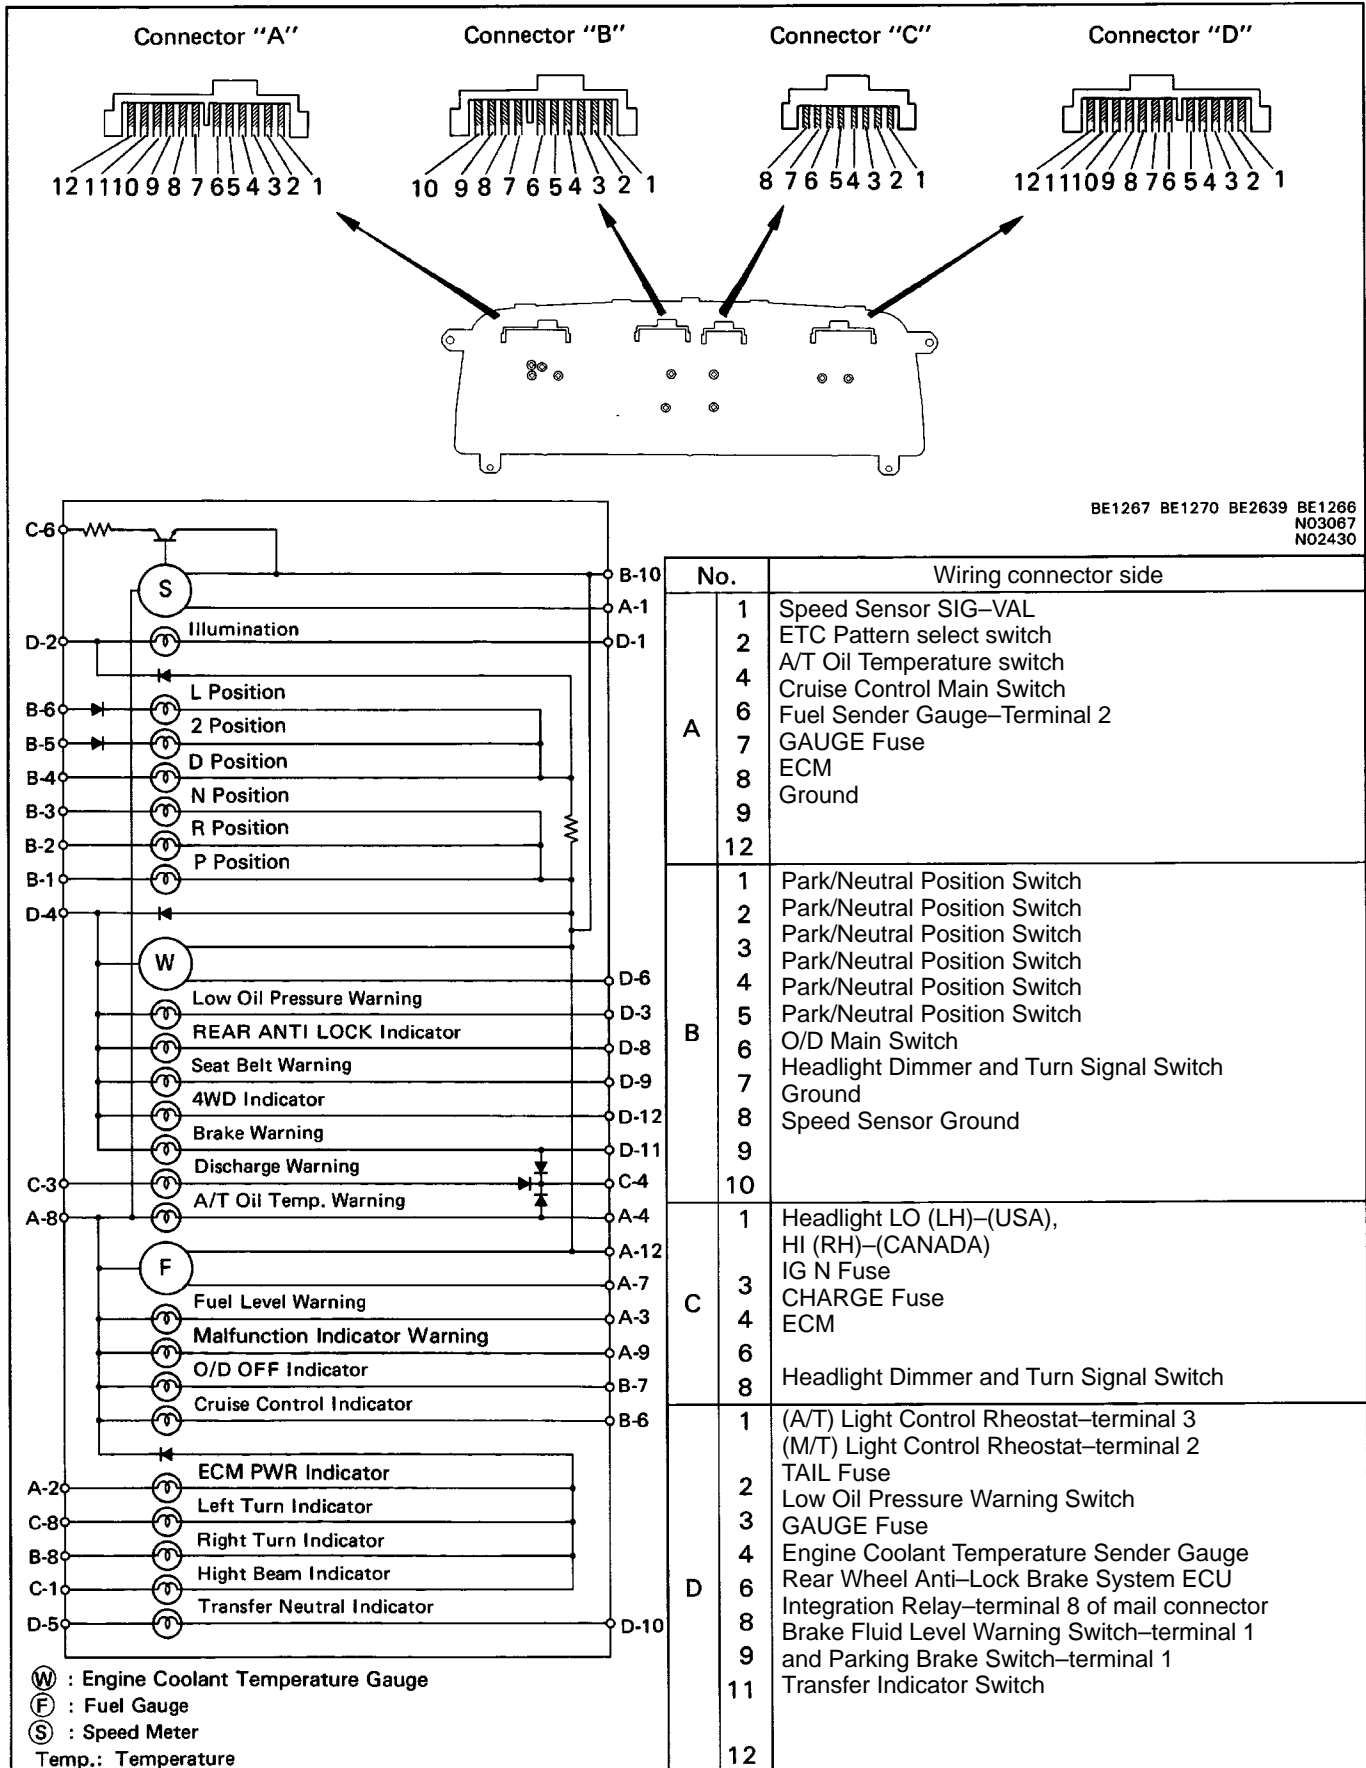 Connector "A" Connector "B" Connector "C" Connector "D"
12 11 10 9 8 7 6 5 4 3 2 1
10 9 8 7 6 5 4 3 2 1
8 7 6 5 4 3 2 1
12 11 10 9 8 7 6 5 4 3 2 1
BE1267 BE1270 BE2639 BE1266
N03067
N02430
C-6
S
B-10
A-1
D-2 Illumination D-1
L Position
B-6
2 Position
B-5
D Position
B-4
N Position
B-3
R Position
B-2
P Position
B-1
D-4
W
D-6
Low Oil Pressure Warning
D-3
REAR ANTI LOCK Indicator
D-8
Seat Belt Warning
D-9
4WD Indicator
D-12
Brake Warning
D-11
Discharge Warning
C-3 C-4
A/T Oil Temp. Warning
A-8 A-4
A-12
F
A-7
Fuel Level Warning
A-3
Malfunction Indicator Warning
A-9
O/D OFF Indicator
B-7
Cruise Control Indicator
B-6
ECM PWR Indicator
A-2
Left Turn Indicator
C-8
Right Turn Indicator
B-8
Hight Beam Indicator
C-1
Transfer Neutral Indicator
D-5 D-10
W : Engine Coolant Temperature Gauge
F : Fuel Gauge
S : Speed Meter
Temp.: Temperature
No. Wiring connector side
A
1
2
4
6
7
8
9
12
Speed Sensor SIG–VAL
ETC Pattern select switch
A/T Oil Temperature switch
Cruise Control Main Switch
Fuel Sender Gauge–Terminal 2
GAUGE Fuse
ECM
Ground
B
1
2
3
4
5
6
7
8
9
10
Park/Neutral Position Switch
Park/Neutral Position Switch
Park/Neutral Position Switch
Park/Neutral Position Switch
Park/Neutral Position Switch
Park/Neutral Position Switch
O/D Main Switch
Headlight Dimmer and Turn Signal Switch
Ground
Speed Sensor Ground
C
1
3
4
6
8
Headlight LO (LH)–(USA),
HI (RH)–(CANADA)
IG N Fuse
CHARGE Fuse
ECM
Headlight Dimmer and Turn Signal Switch
D
1
2
3
4
6
8
9
11
12
(A/T) Light Control Rheostat–terminal 3
(M/T) Light Control Rheostat–terminal 2
TAIL Fuse
Low Oil Pressure Warning Switch
GAUGE Fuse
Engine Coolant Temperature Sender Gauge
Rear Wheel Anti–Lock Brake System ECU
Integration Relay–terminal 8 of mail connector
Brake Fluid Level Warning Switch–terminal 1
and Parking Brake Switch–terminal 1
Transfer Indicator Switch